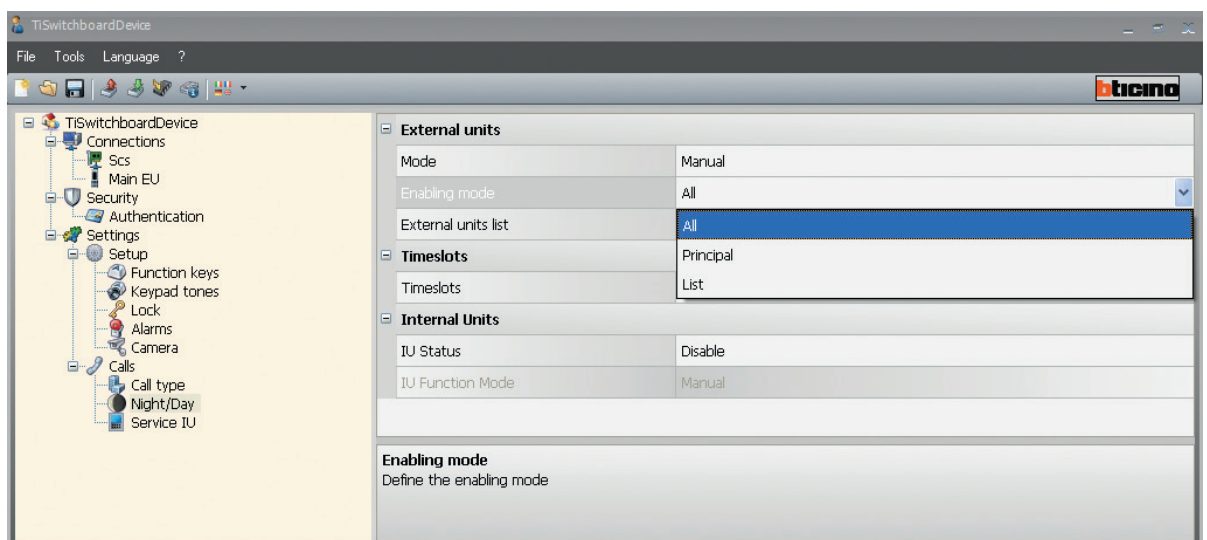 TiSwitchboardDevice
File Tools Language ?
bticino
TiSwitchboardDevice
Connections
Scs
Main EU
Security
Authentication
Settings
Setup
Function keys
Keypad tones
Lock
Alarms
Camera
Calls
Call type
Night/Day
Service IU
External units
Mode Manual
Enabling mode All
External units list All
Timeslots Principal
Timeslots List
Internal Units
IU Status Disable
IU Function Mode Manual
Enabling mode
Define the enabling mode